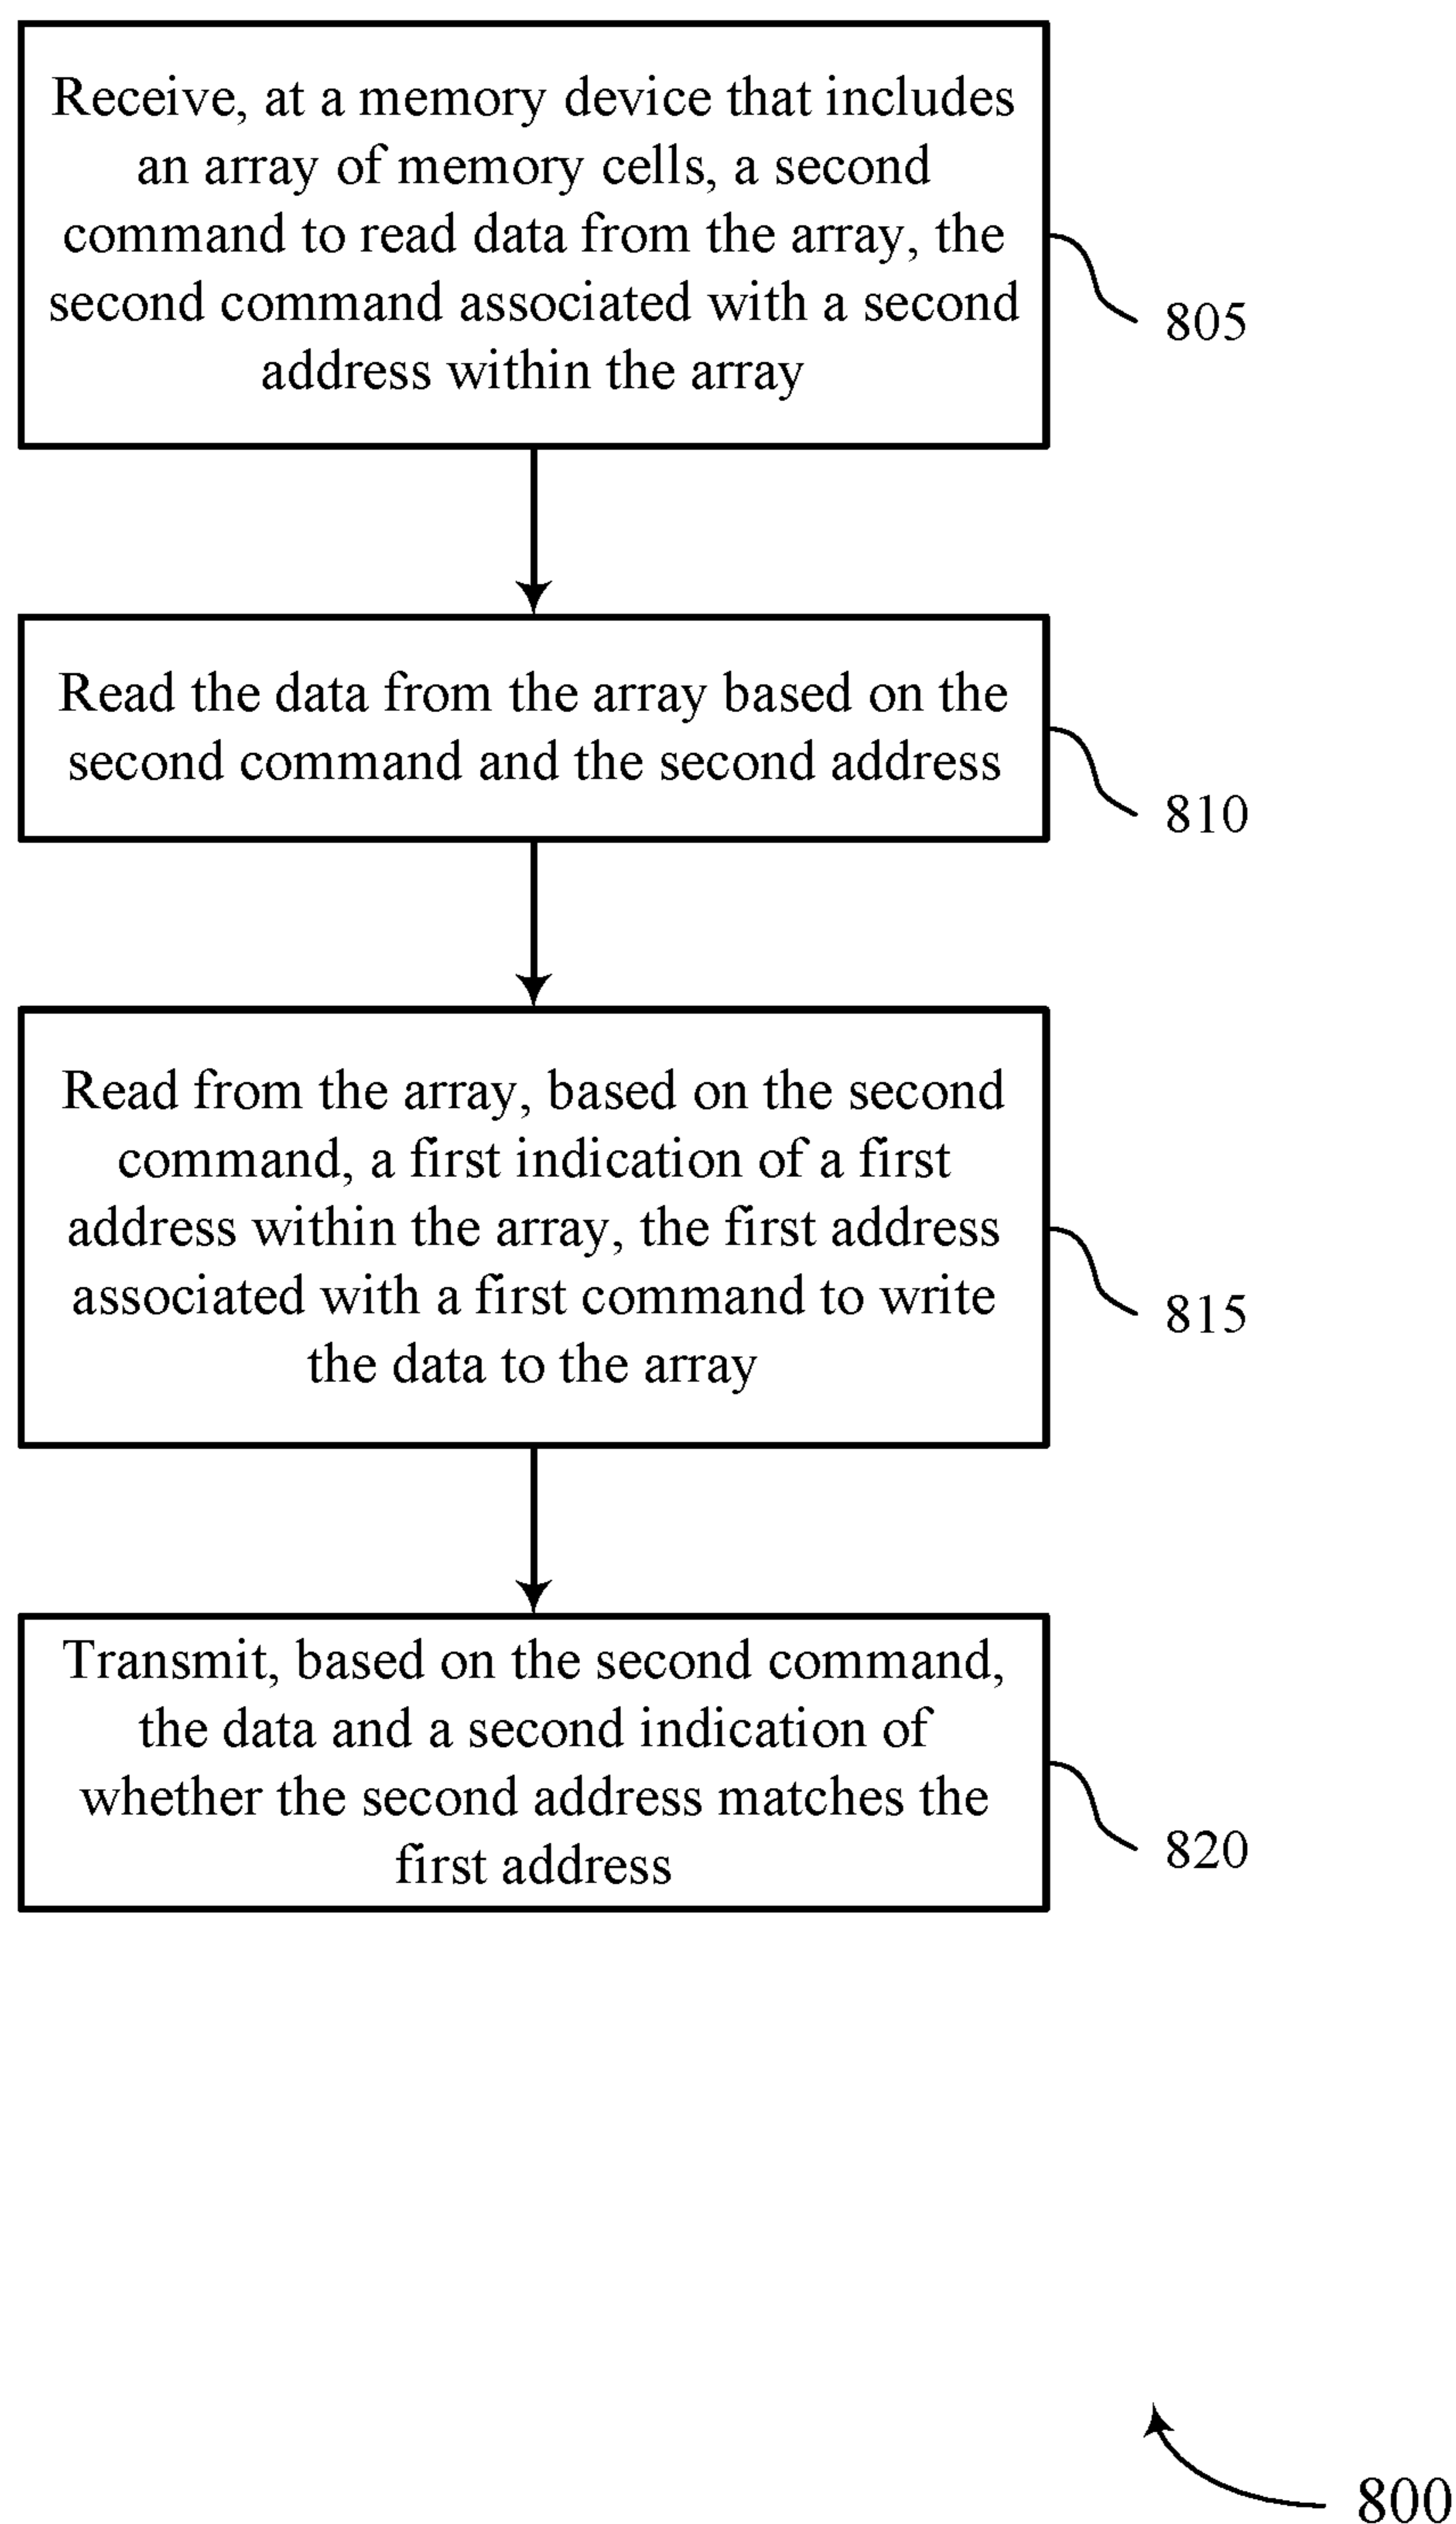 Receive, at a memory device that includes
an array of memory cells, a second
command to read data from the array, the
second command associated with a second
address within the array
805
Read the data from the array based on the
second command and the second address
810
Read from the array, based on the second
command, a first indication of a first
address within the array, the first address
associated with a first command to write
the data to the array
815
Transmit, based on the second command,
the data and a second indication of
whether the second address matches the
first address
820
800